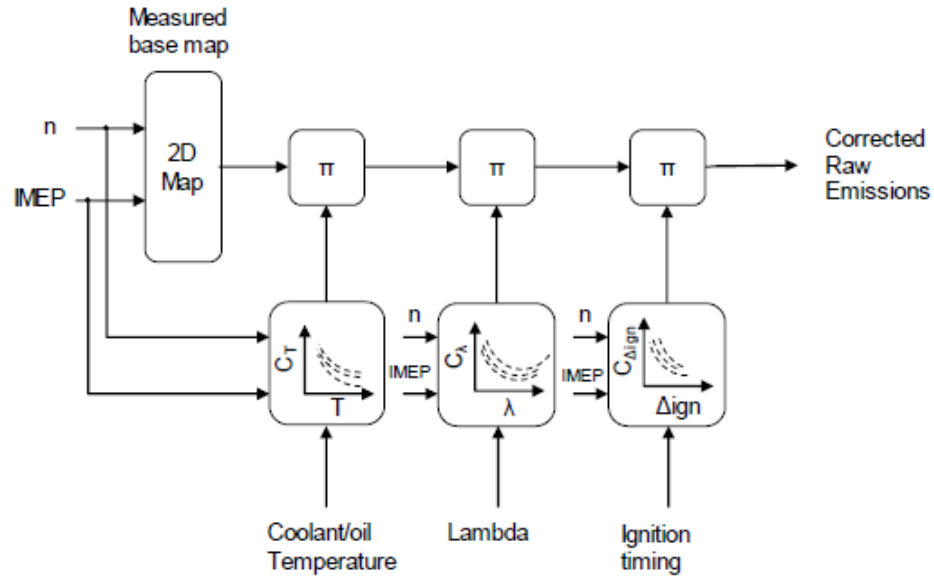 Measured
base map
n
IMEP
2D
Map
π
π
π
Corrected
Raw
Emissions
C_T
T
n
IMEP
C_λ
λ
n
IMEP
C_Δign
Δign
Coolant/oil
Temperature
Lambda
Ignition
timing